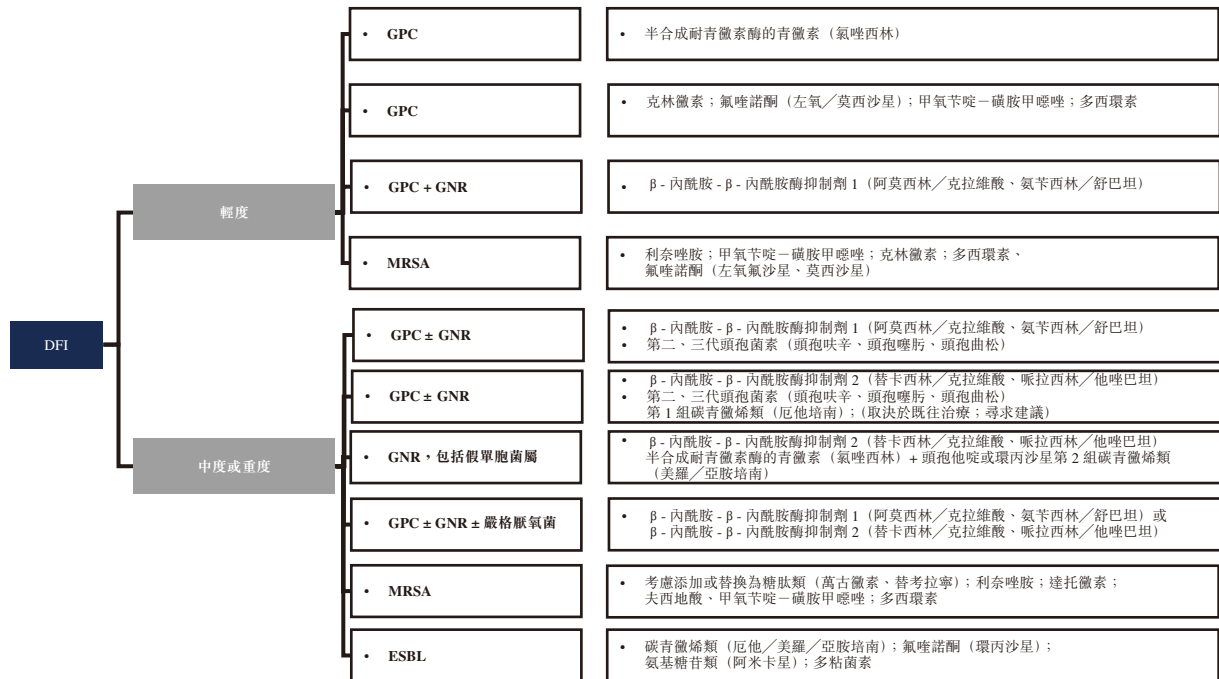 • GPC
• 半合成耐青黴素酶的青黴素（氯唑西林）
• GPC
• 克林黴素；氟喹諾酮（左氧／莫西沙星）；甲氧苄啶－磺胺甲噁唑；多西環素
• GPC + GNR
• β - 內酰胺 - β - 內酰胺酶抑制劑 1（阿莫西林／克拉維酸、氨苄西林／舒巴坦）
輕度
• MRSA
• 利奈唑胺；甲氧苄啶－磺胺甲噁唑；克林黴素；多西環素、
氟喹諾酮（左氧氟沙星、莫西沙星）
DFI
• GPC ± GNR
• β - 內酰胺 - β - 內酰胺酶抑制劑 1（阿莫西林／克拉維酸、氨苄西林／舒巴坦）
• 第二、三代頭孢菌素（頭孢呋辛、頭孢噻肟、頭孢曲松）
• GPC ± GNR
• β - 內酰胺 - β - 內酰胺酶抑制劑 2（替卡西林／克拉維酸、哌拉西林／他唑巴坦）
• 第二、三代頭孢菌素（頭孢呋辛、頭孢噻肟、頭孢曲松）
第 1 組碳青黴烯類（厄他培南）；（取決於既往治療；尋求建議）
中度或重度
• GNR，包括假單胞菌屬
• β - 內酰胺 - β - 內酰胺酶抑制劑 2（替卡西林／克拉維酸、哌拉西林／他唑巴坦）
半合成耐青黴素酶的青黴素（氯唑西林）+ 頭孢他啶或環丙沙星第 2 組碳青黴烯類
（美羅／亞胺培南）
• GPC ± GNR ± 嚴格厭氧菌
• β - 內酰胺 - β - 內酰胺酶抑制劑 1（阿莫西林／克拉維酸、氨苄西林／舒巴坦）或
β - 內酰胺 - β - 內酰胺酶抑制劑 2（替卡西林／克拉維酸、哌拉西林／他唑巴坦）
• MRSA
• 考慮添加或替換為糖肽類（萬古黴素、替考拉寧）；利奈唑胺；達托黴素；
夫西地酸、甲氧苄啶－磺胺甲噁唑；多西環素
• ESBL
• 碳青黴烯類（厄他／美羅／亞胺培南）；氟喹諾酮（環丙沙星）；
氨基糖苷類（阿米卡星）；多粘菌素